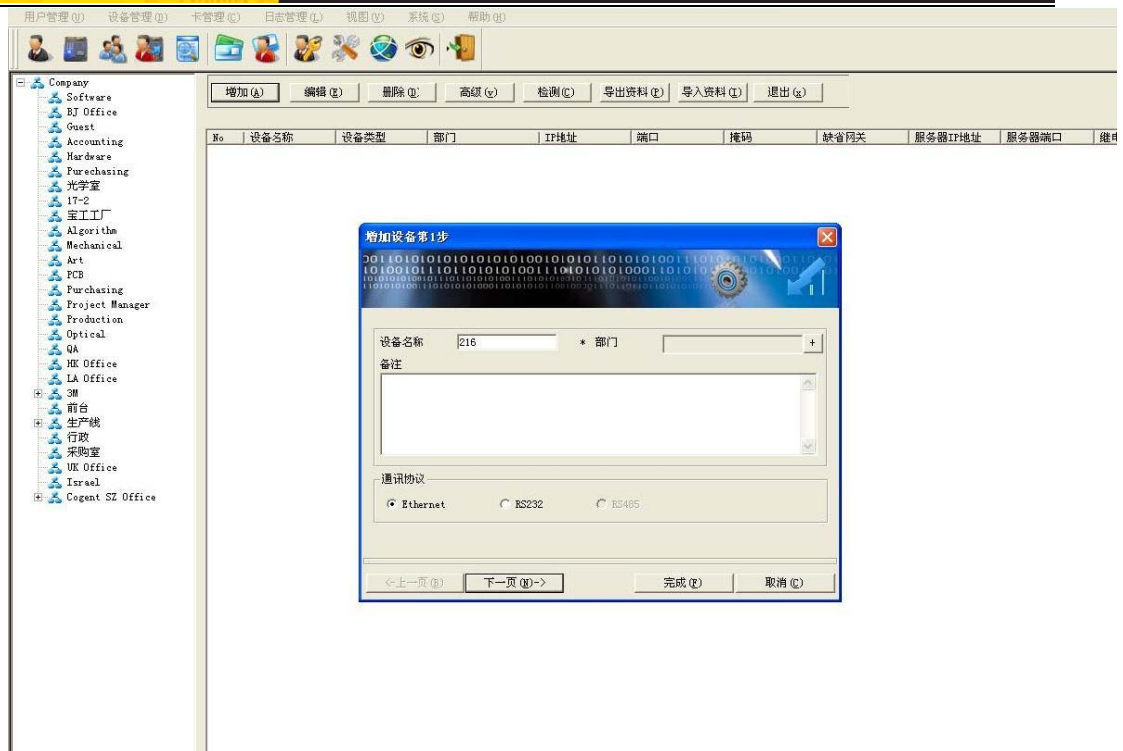 用户管理(U) 设备管理(D) 卡管理(C) 日志管理(L) 视图(V) 系统(S) 帮助(H)
增加(A) 编辑(E) 删除(D) 高级(V) 检测(C) 导出资料(P) 导入资料(I) 退出(X)
No 设备名称 设备类型 部门 IP地址 端口 掩码 缺省网关 服务器IP地址 服务器端口 继电
Company
Software
BJ Office
Guest
Accounting
Hardware
Purechasing
光学室
17-2
宝工工厂
Algorithm
Mechanical
Art
PCB
Purchasing
Project Manager
Production
Optical
QA
HK Office
LA Office
3M
前台
生产线
行政
采购室
UK Office
Israel
Cogent SZ Office
增加设备第1步
设备名称 216 * 部门 +
备注
通讯协议
Ethernet RS232 RS485
<-上一页(B) 下一页(N)-> 完成(F) 取消(C)